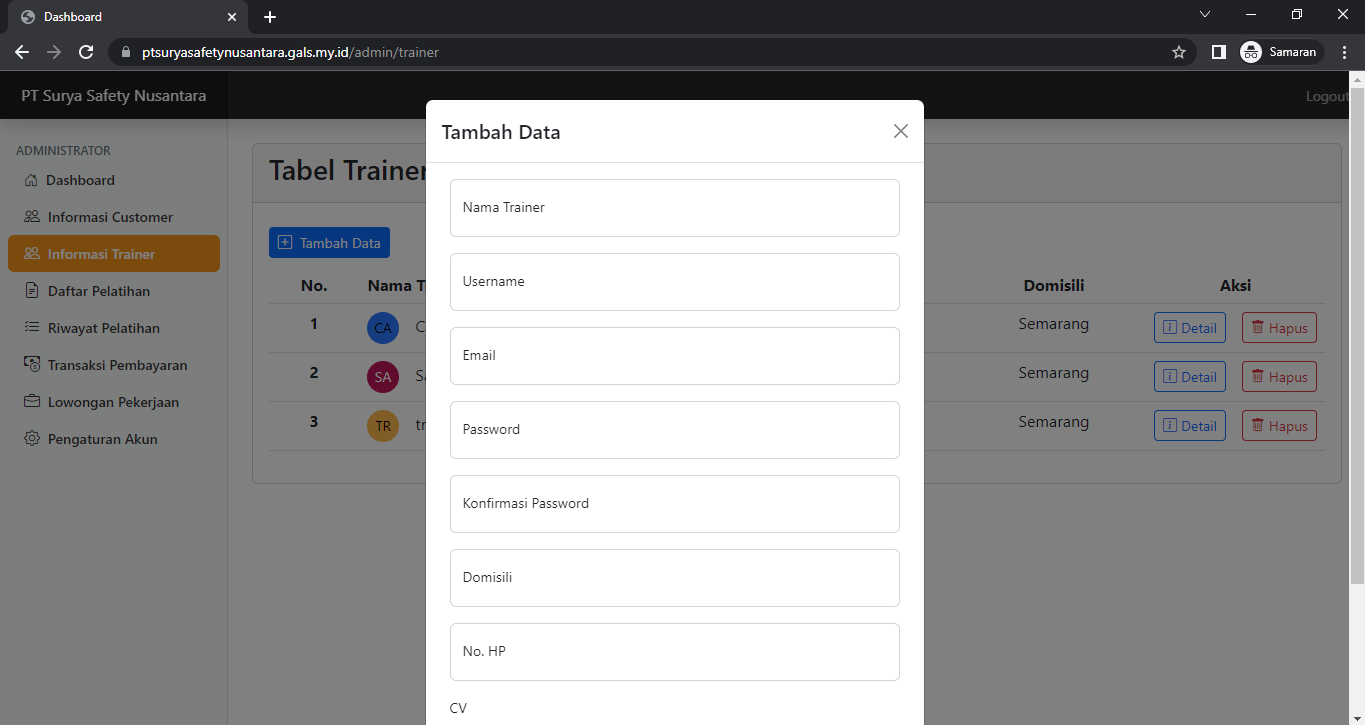 Dashboard
ptsuryasafetynusantara.gals.my.id/admin/trainer
Samaran
PT Surya Safety Nusantara
Logout
ADMINISTRATOR
Dashboard
Informasi Customer
Informasi Trainer
Daftar Pelatihan
Riwayat Pelatihan
Transaksi Pembayaran
Lowongan Pekerjaan
Pengaturan Akun
Tabel Trainer
Tambah Data
No. Nama T Domisili Aksi
1 CA C Semarang Detail Hapus
2 SA Sa Semarang Detail Hapus
3 TR tr Semarang Detail Hapus
Tambah Data
Nama Trainer
Username
Email
Password
Konfirmasi Password
Domisili
No. HP
CV